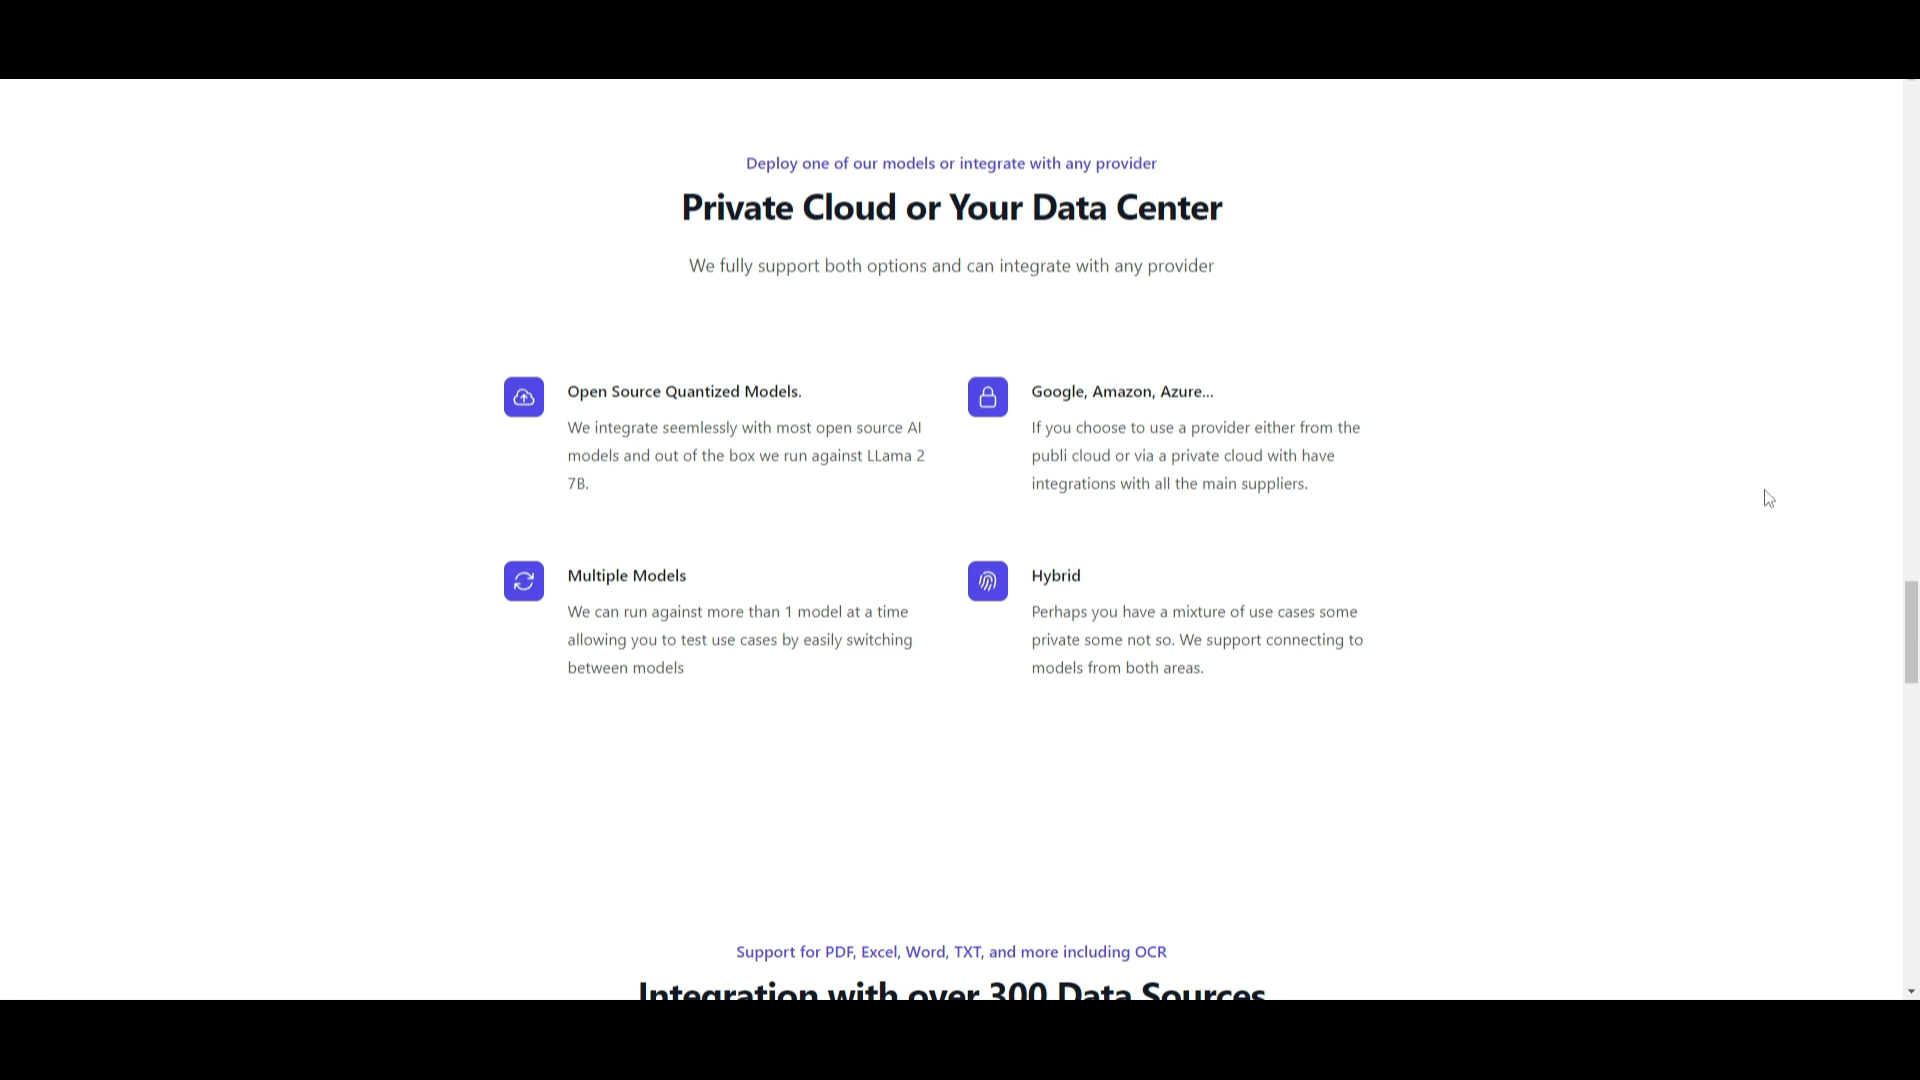 Deploy one of our models or integrate with any provider
Private Cloud or Your Data Center
We fully support both options and can integrate with any provider
Open Source Quantized Models.
We integrate seemlessly with most open source AI
models and out of the box we run against LLama 2
7B.
Google, Amazon, Azure...
If you choose to use a provider either from the
publi cloud or via a private cloud with have
integrations with all the main suppliers.
Multiple Models
We can run against more than 1 model at a time
allowing you to test use cases by easily switching
between models
Hybrid
Perhaps you have a mixture of use cases some
private some not so. We support connecting to
models from both areas.
Support for PDF, Excel, Word, TXT, and more including OCR
Integration with over 300 Data Sources